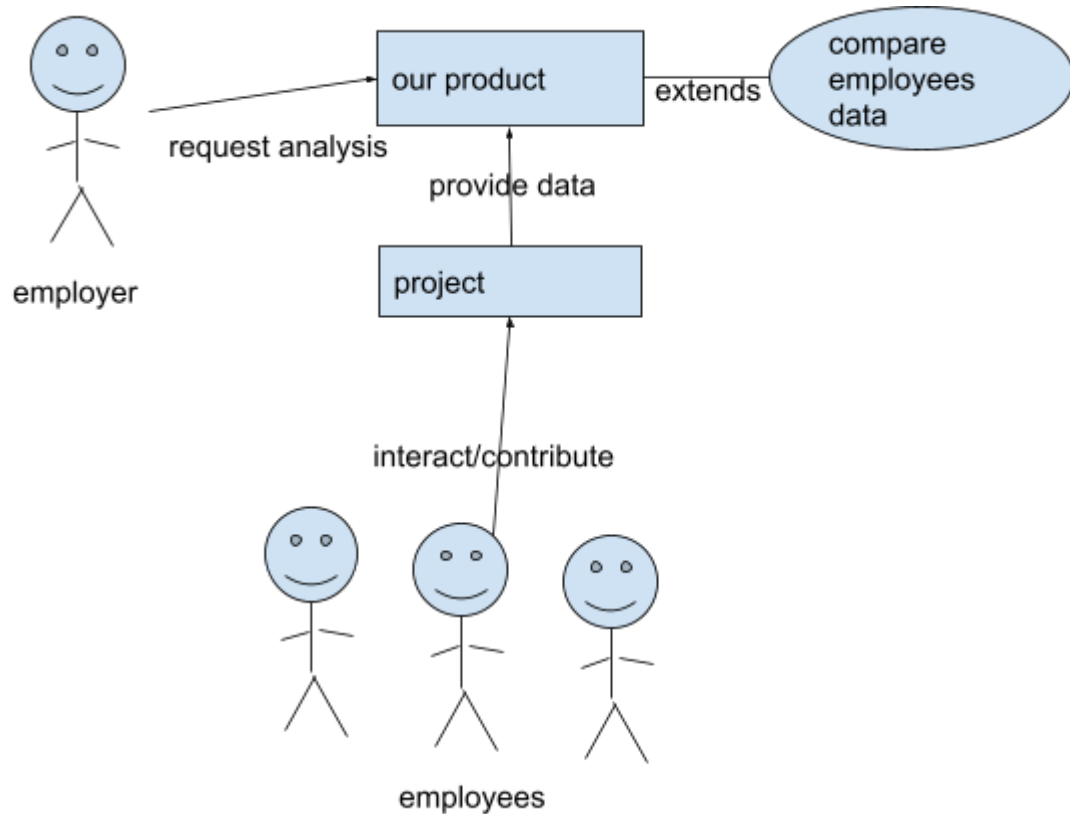 our product
compare
employees
data
extends
request analysis
provide data
project
employer
interact/contribute
employees